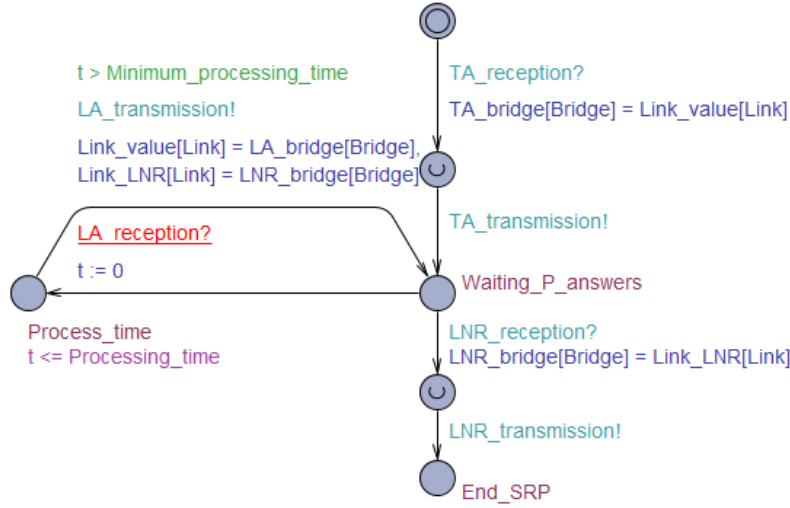 t > Minimum_processing_time
LA_transmission!
Link_value[Link] = LA_bridge[Bridge],
Link_LNR[Link] = LNR_bridge[Bridge]
TA_reception?
TA_bridge[Bridge] = Link_value[Link]
C
TA_transmission!
LA_reception?
t := 0
Waiting_P_answers
Process_time
t <= Processing_time
LNR_reception?
LNR_bridge[Bridge] = Link_LNR[Link]
C
LNR_transmission!
End_SRP